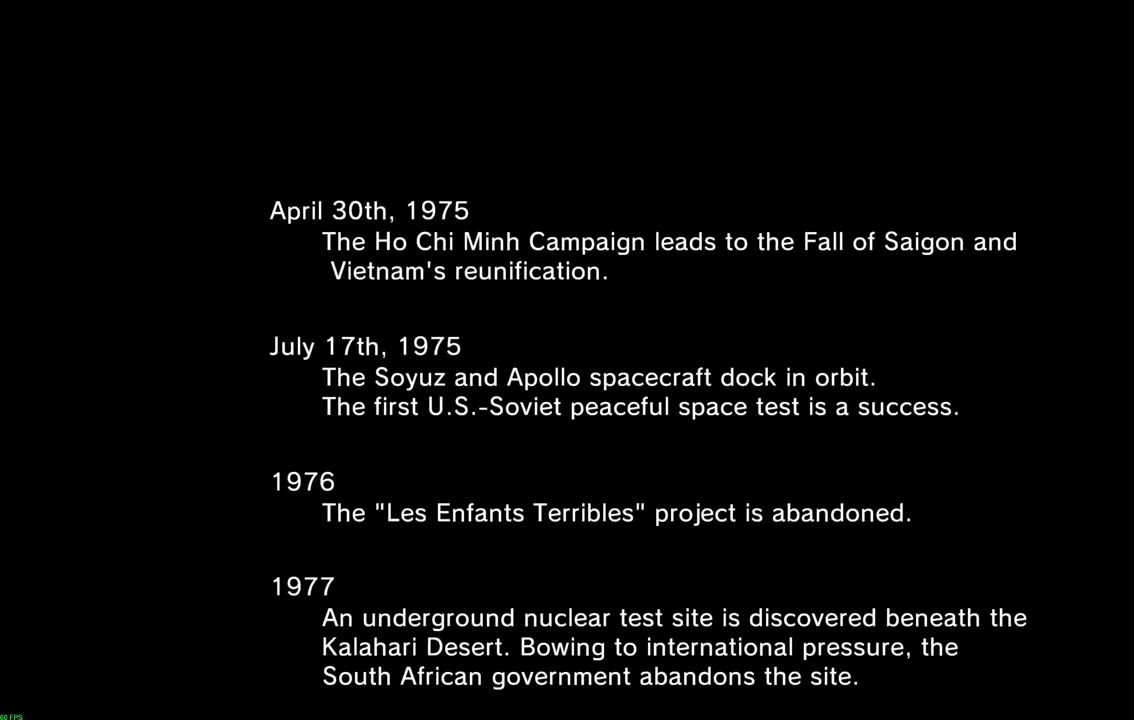 April 30th, 1975
The Ho Chi Minh Campaign leads to the Fall of Saigon and
Vietnam's reunification.
July 17th, 1975
The Soyuz and Apollo spacecraft dock in orbit.
The first U.S.-Soviet peaceful space test is a success.
1976
The "Les Enfants Terribles" project is abandoned.
1977
An underground nuclear test site is discovered beneath the
Kalahari Desert. Bowing to international pressure, the
South African government abandons the site.
60 FPS